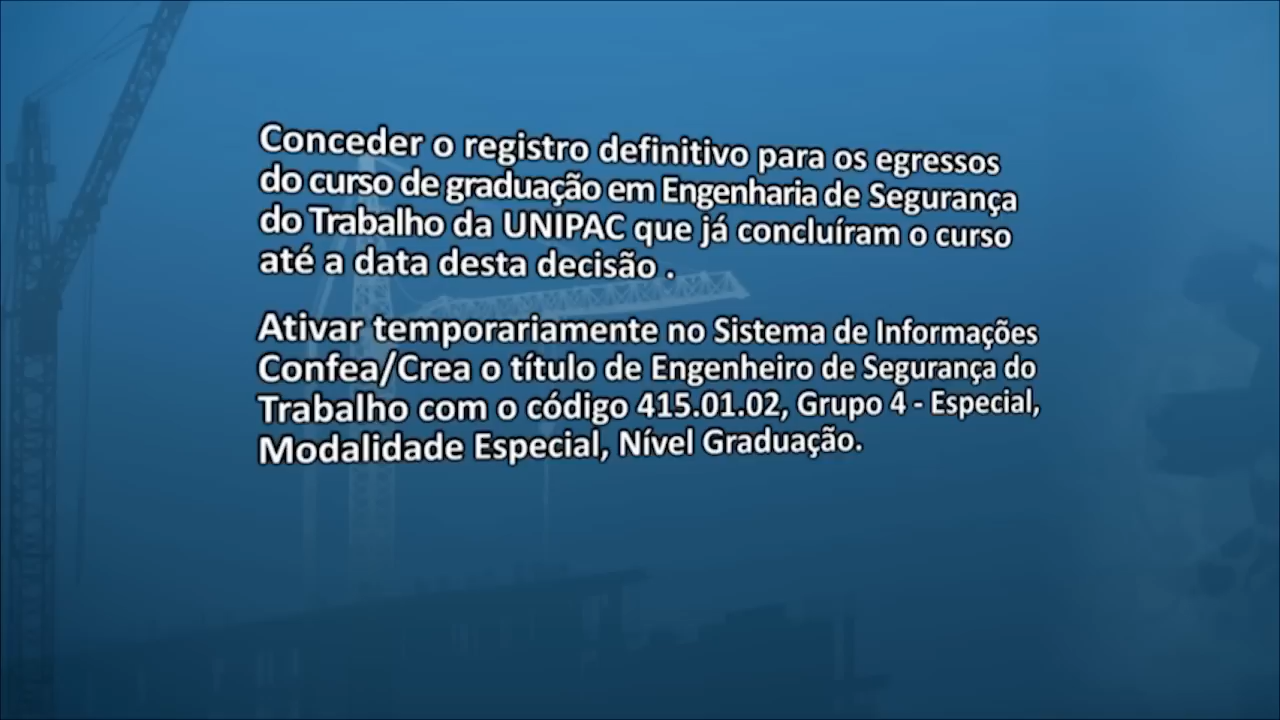 Conceder o registro definitivo para os egressos
do curso de graduação em Engenharia de Segurança
do Trabalho da UNIPAC que já concluíram o curso
até a data desta decisão .
Ativar temporariamente no Sistema de Informações
Confea/Crea o título de Engenheiro de Segurança do
Trabalho com o código 415.01.02, Grupo 4 - Especial,
Modalidade Especial, Nível Graduação.